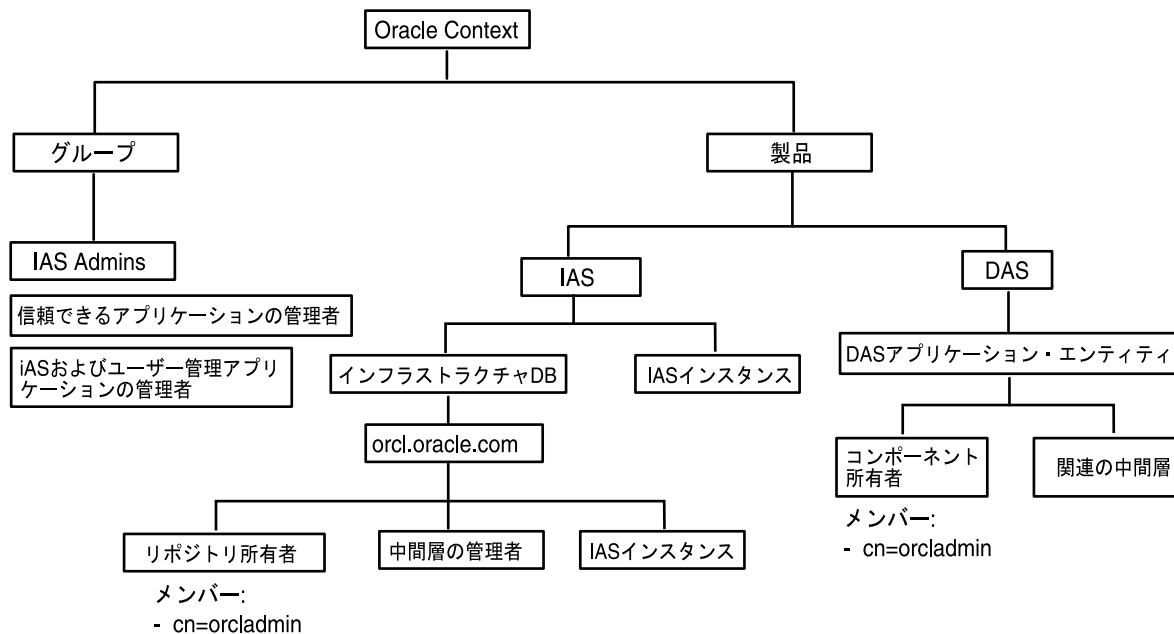 Oracle Context
グループ
製品
IAS Admins
IAS
DAS
信頼できるアプリケーションの管理者
iASおよびユーザー管理アプリ
ケーションの管理者
インフラストラクチャDB
IASインスタンス
DASアプリケーション・エンティティ
orcl.oracle.com
コンポーネント
所有者
関連の中間層
メンバー:
- cn=orcladmin
リポジトリ所有者
中間層の管理者
IASインスタンス
メンバー:
- cn=orcladmin